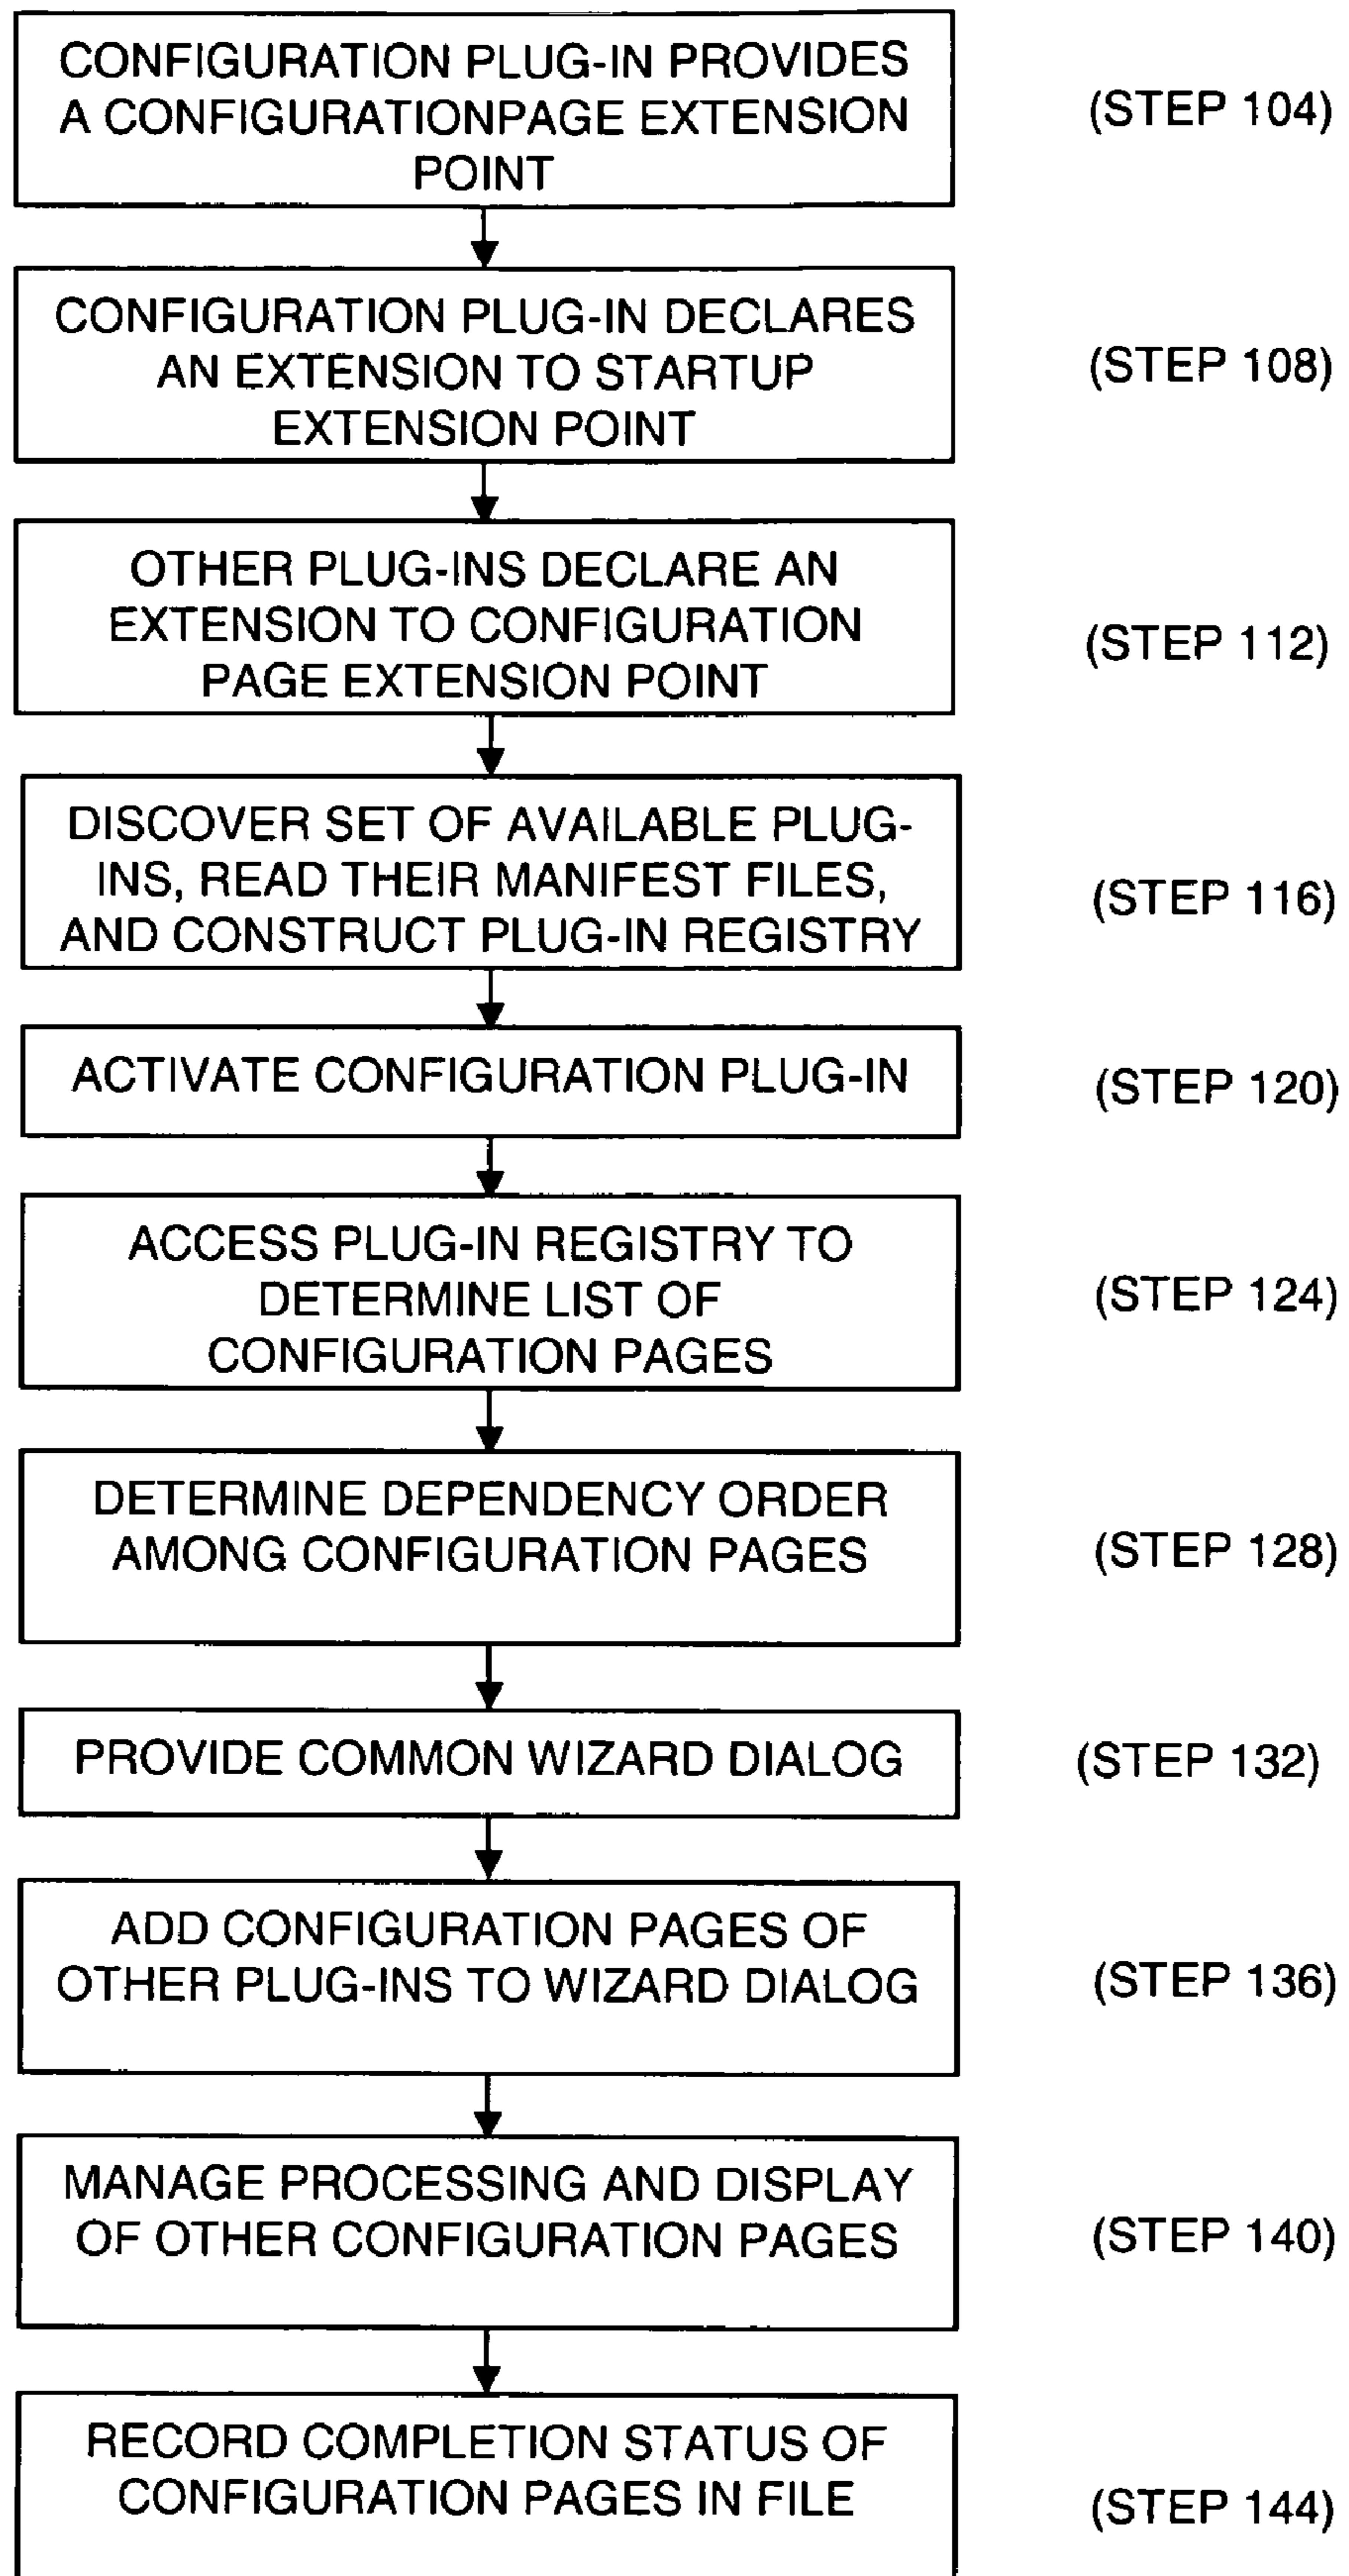 CONFIGURATION PLUG-IN PROVIDES
A CONFIGURATIONPAGE EXTENSION
POINT
(STEP 104)
CONFIGURATION PLUG-IN DECLARES
AN EXTENSION TO STARTUP
EXTENSION POINT
(STEP 108)
OTHER PLUG-INS DECLARE AN
EXTENSION TO CONFIGURATION
PAGE EXTENSION POINT
(STEP 112)
DISCOVER SET OF AVAILABLE PLUG-
INS, READ THEIR MANIFEST FILES,
AND CONSTRUCT PLUG-IN REGISTRY
(STEP 116)
ACTIVATE CONFIGURATION PLUG-IN
(STEP 120)
ACCESS PLUG-IN REGISTRY TO
DETERMINE LIST OF
CONFIGURATION PAGES
(STEP 124)
DETERMINE DEPENDENCY ORDER
AMONG CONFIGURATION PAGES
(STEP 128)
PROVIDE COMMON WIZARD DIALOG
(STEP 132)
ADD CONFIGURATION PAGES OF
OTHER PLUG-INS TO WIZARD DIALOG
(STEP 136)
MANAGE PROCESSING AND DISPLAY
OF OTHER CONFIGURATION PAGES
(STEP 140)
RECORD COMPLETION STATUS OF
CONFIGURATION PAGES IN FILE
(STEP 144)